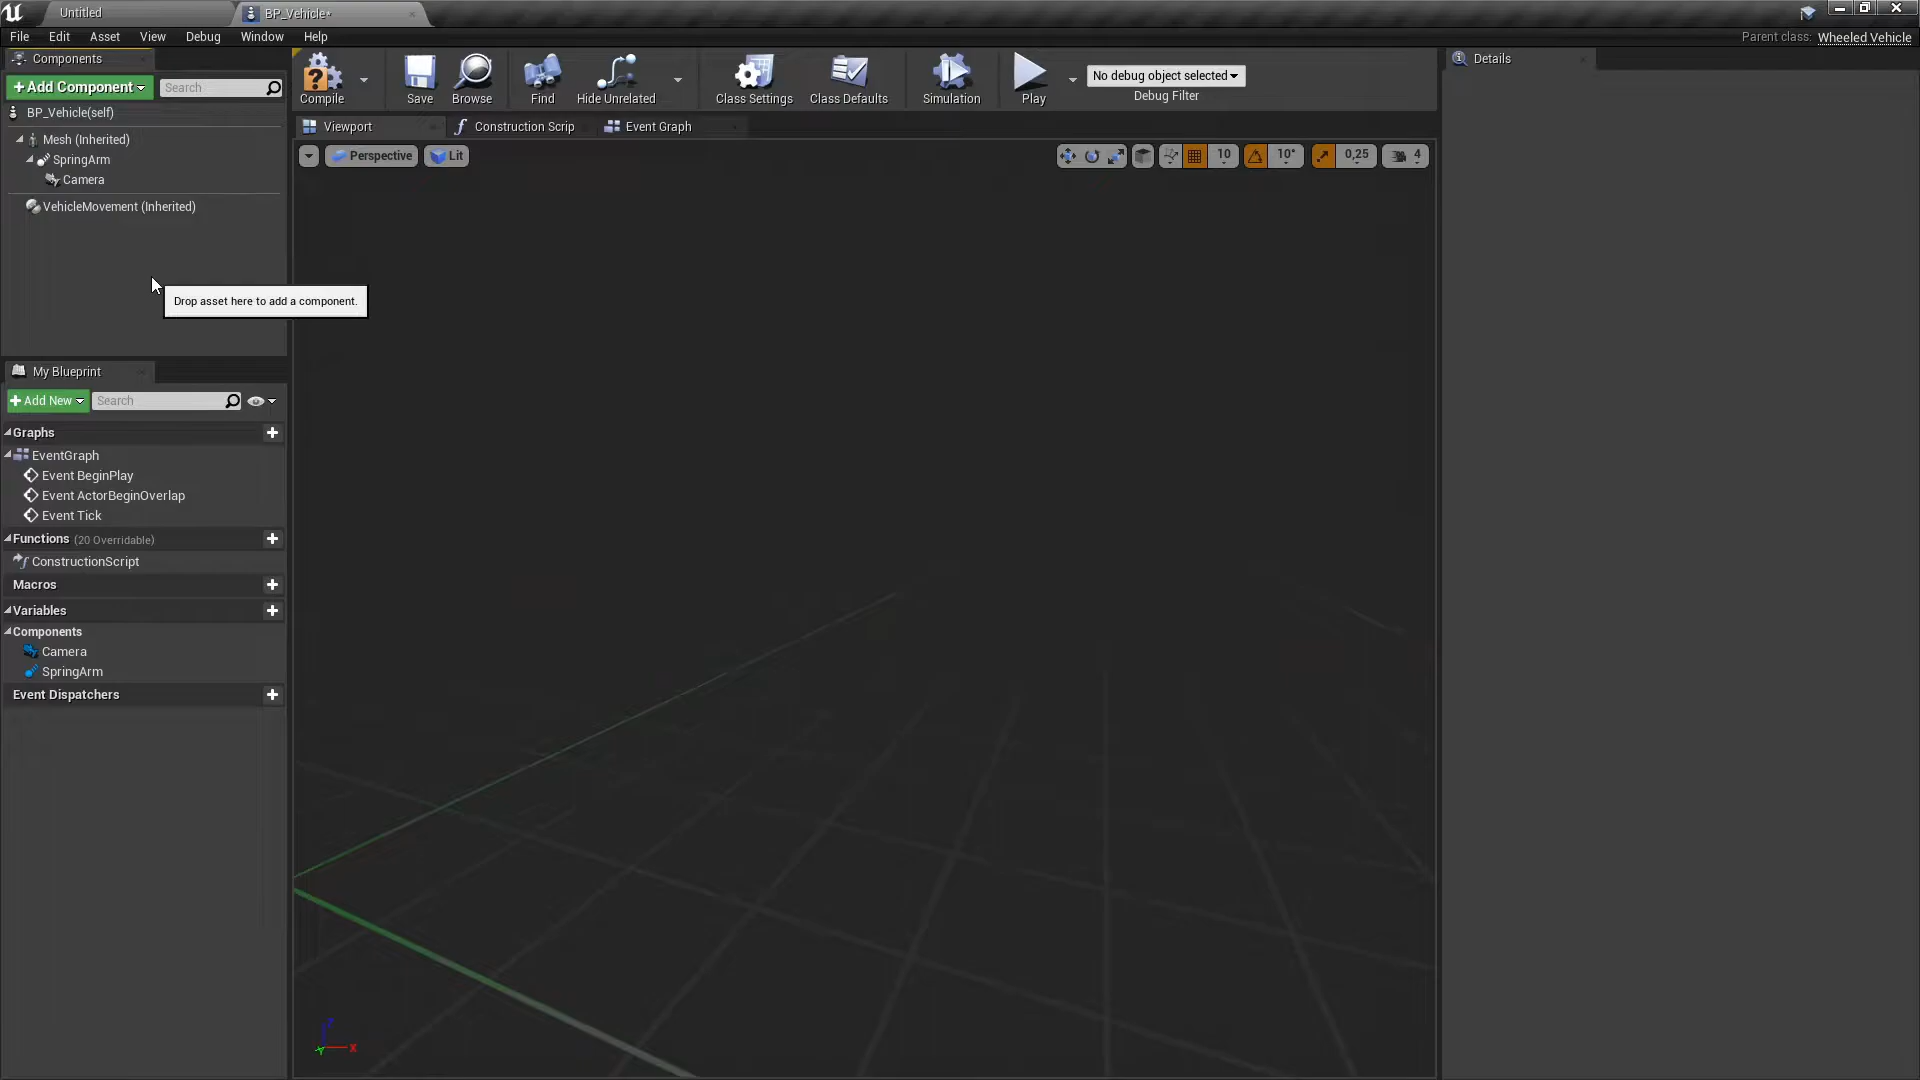 Untitled
BP_Vehicle*
File Edit Asset View Debug Window Help
Parent class: Wheeled Vehicle
Components
+Add Component
Search
BP_Vehicle(self)
Mesh (Inherited)
SpringArm
Camera
VehicleMovement (Inherited)
Drop asset here to add a component.
My Blueprint
+Add New
Search
Graphs
EventGraph
Event BeginPlay
Event ActorBeginOverlap
Event Tick
Functions (20 Overridable)
ConstructionScript
Macros
Variables
Components
Camera
SpringArm
Event Dispatchers
Compile
Save
Browse
Find
Hide Unrelated
Class Settings
Class Defaults
Simulation
Play
No debug object selected
Debug Filter
Viewport
Construction Scrip
Event Graph
Perspective
Lit
10
10°
0,25
4
Z
Y
X
Details